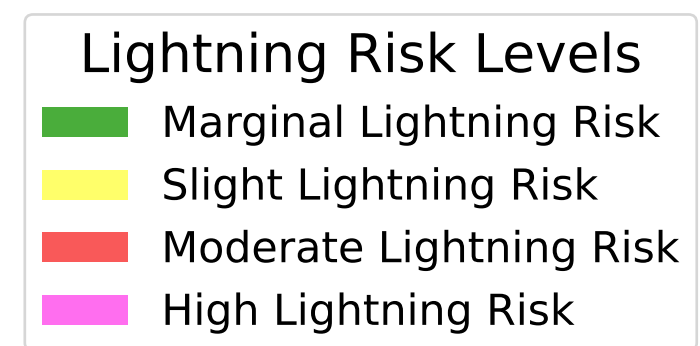 Lightning Risk Levels
Marginal Lightning Risk
Slight Lightning Risk
Moderate Lightning Risk
High Lightning Risk